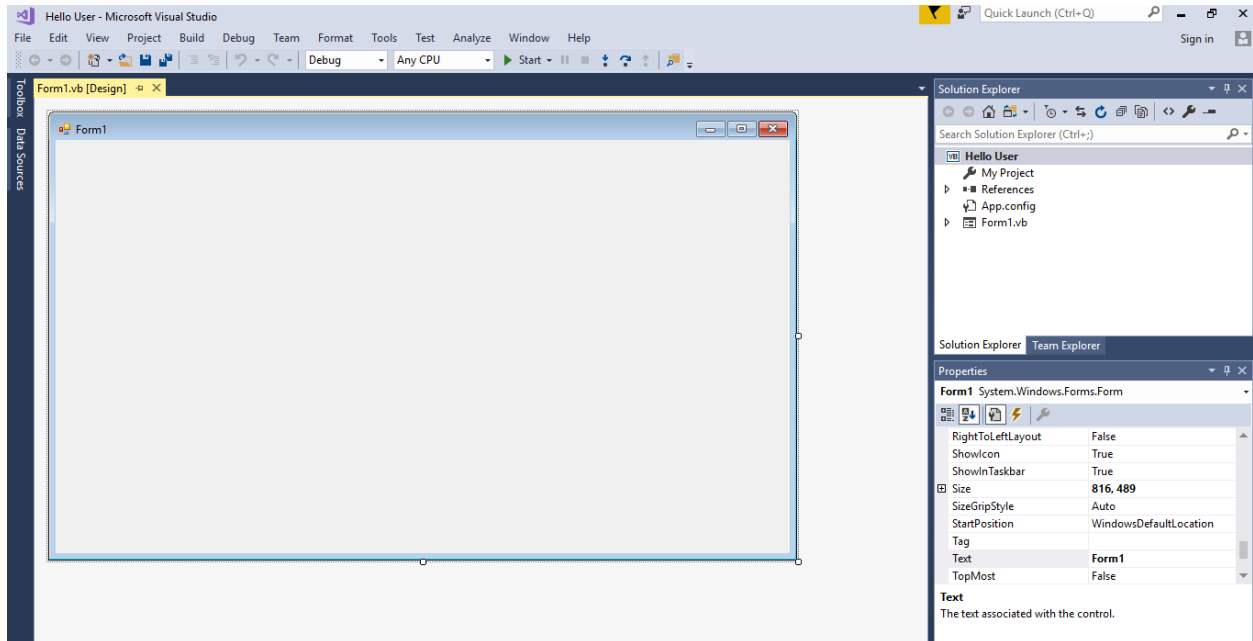 Hello User - Microsoft Visual Studio
Quick Launch (Ctrl+Q)
File Edit View Project Build Debug Team Format Tools Test Analyze Window Help
Sign in
Debug Any CPU Start
Toolbox
Data Sources
Form1.vb [Design]
Form1
Solution Explorer
Search Solution Explorer (Ctrl+;)
VB Hello User
My Project
References
App.config
Form1.vb
Solution Explorer Team Explorer
Properties
Form1 System.Windows.Forms.Form
RightToLeftLayout False
ShowIcon True
ShowInTaskbar True
Size 816, 489
SizeGripStyle Auto
StartPosition WindowsDefaultLocation
Tag
Text Form1
TopMost False
Text
The text associated with the control.